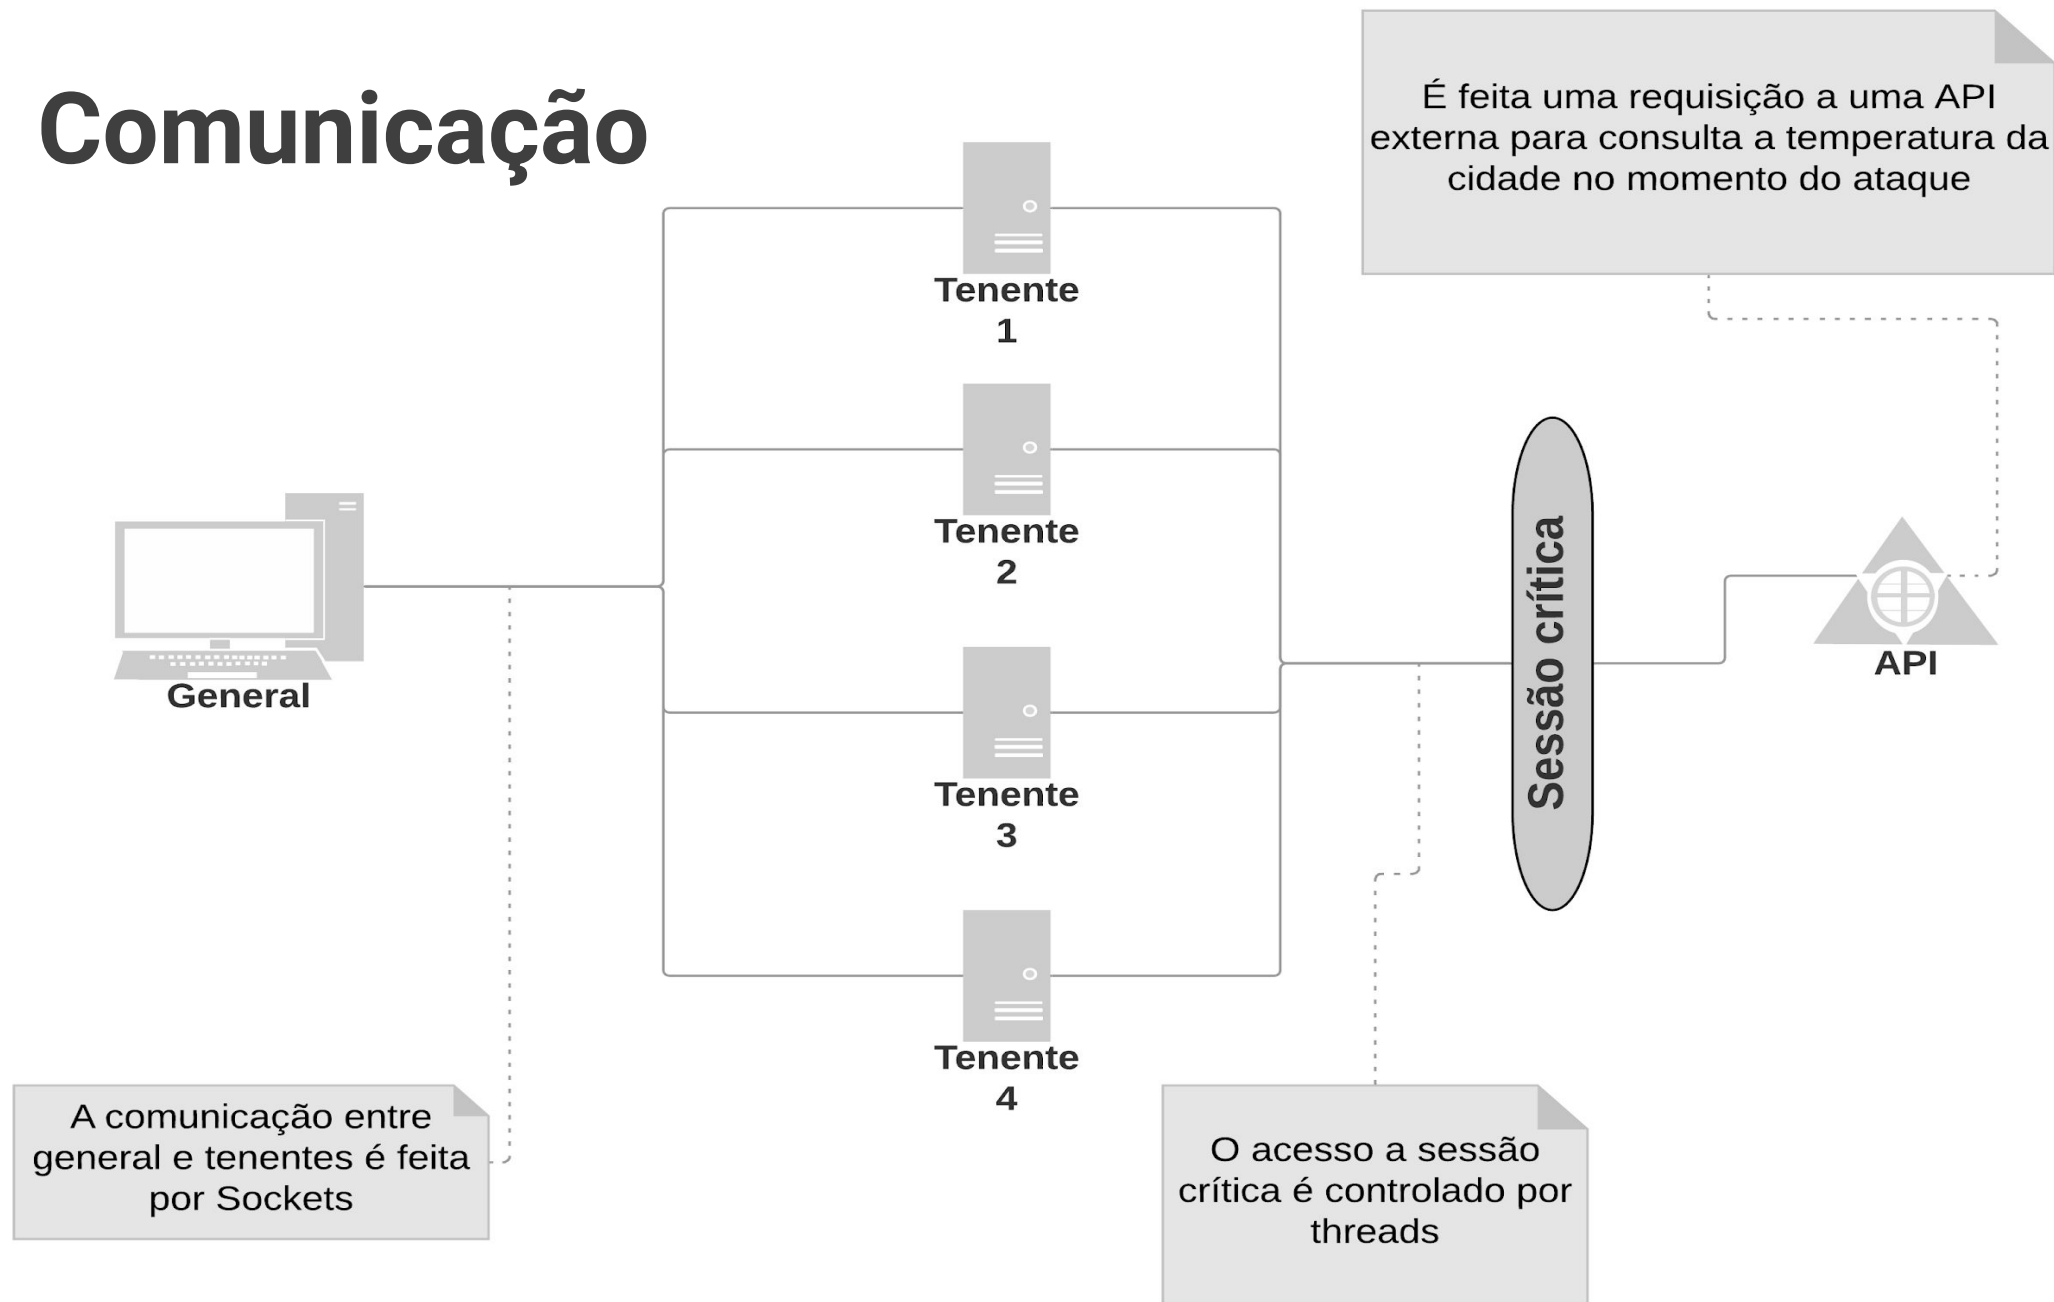 Comunicação
É feita uma requisição a uma API
externa para consulta a temperatura da
cidade no momento do ataque
Tenente
1
Tenente
2
General
Sessão crítica
API
Tenente
3
Tenente
4
A comunicação entre
general e tenentes é feita
por Sockets
O acesso a sessão
crítica é controlado por
threads